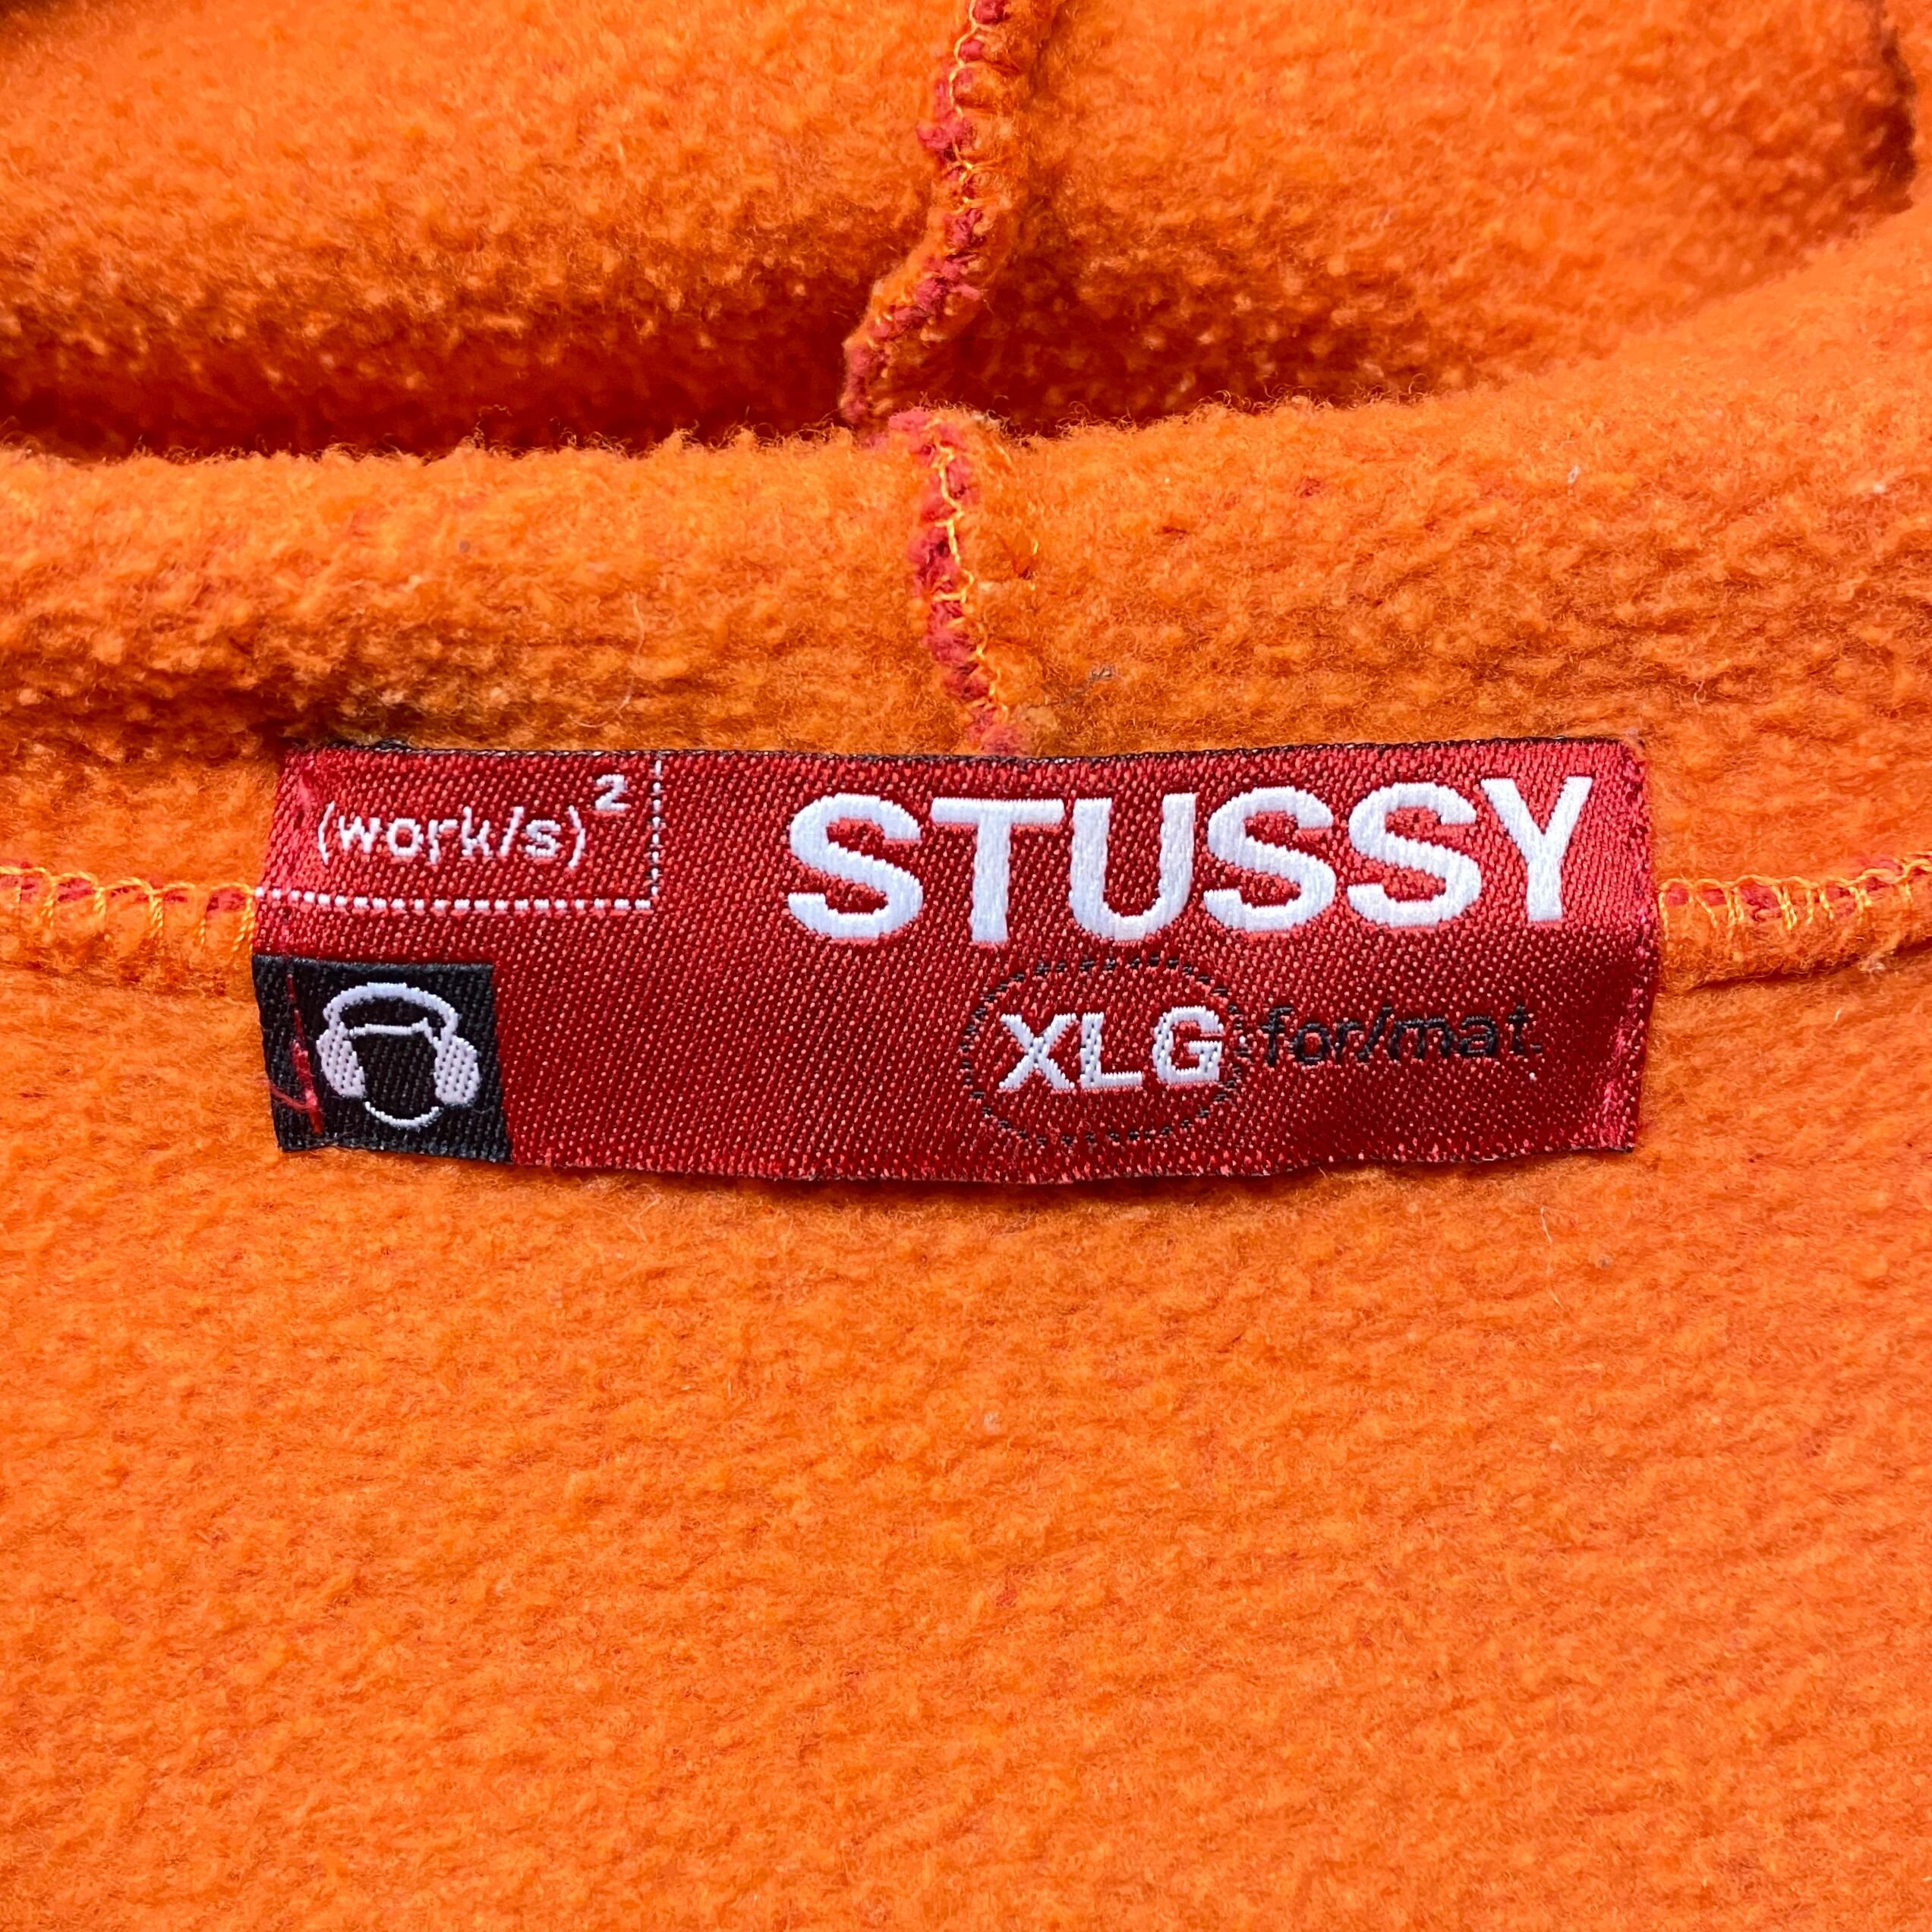 (work/s)²
STUSSY
XLG for/mat.